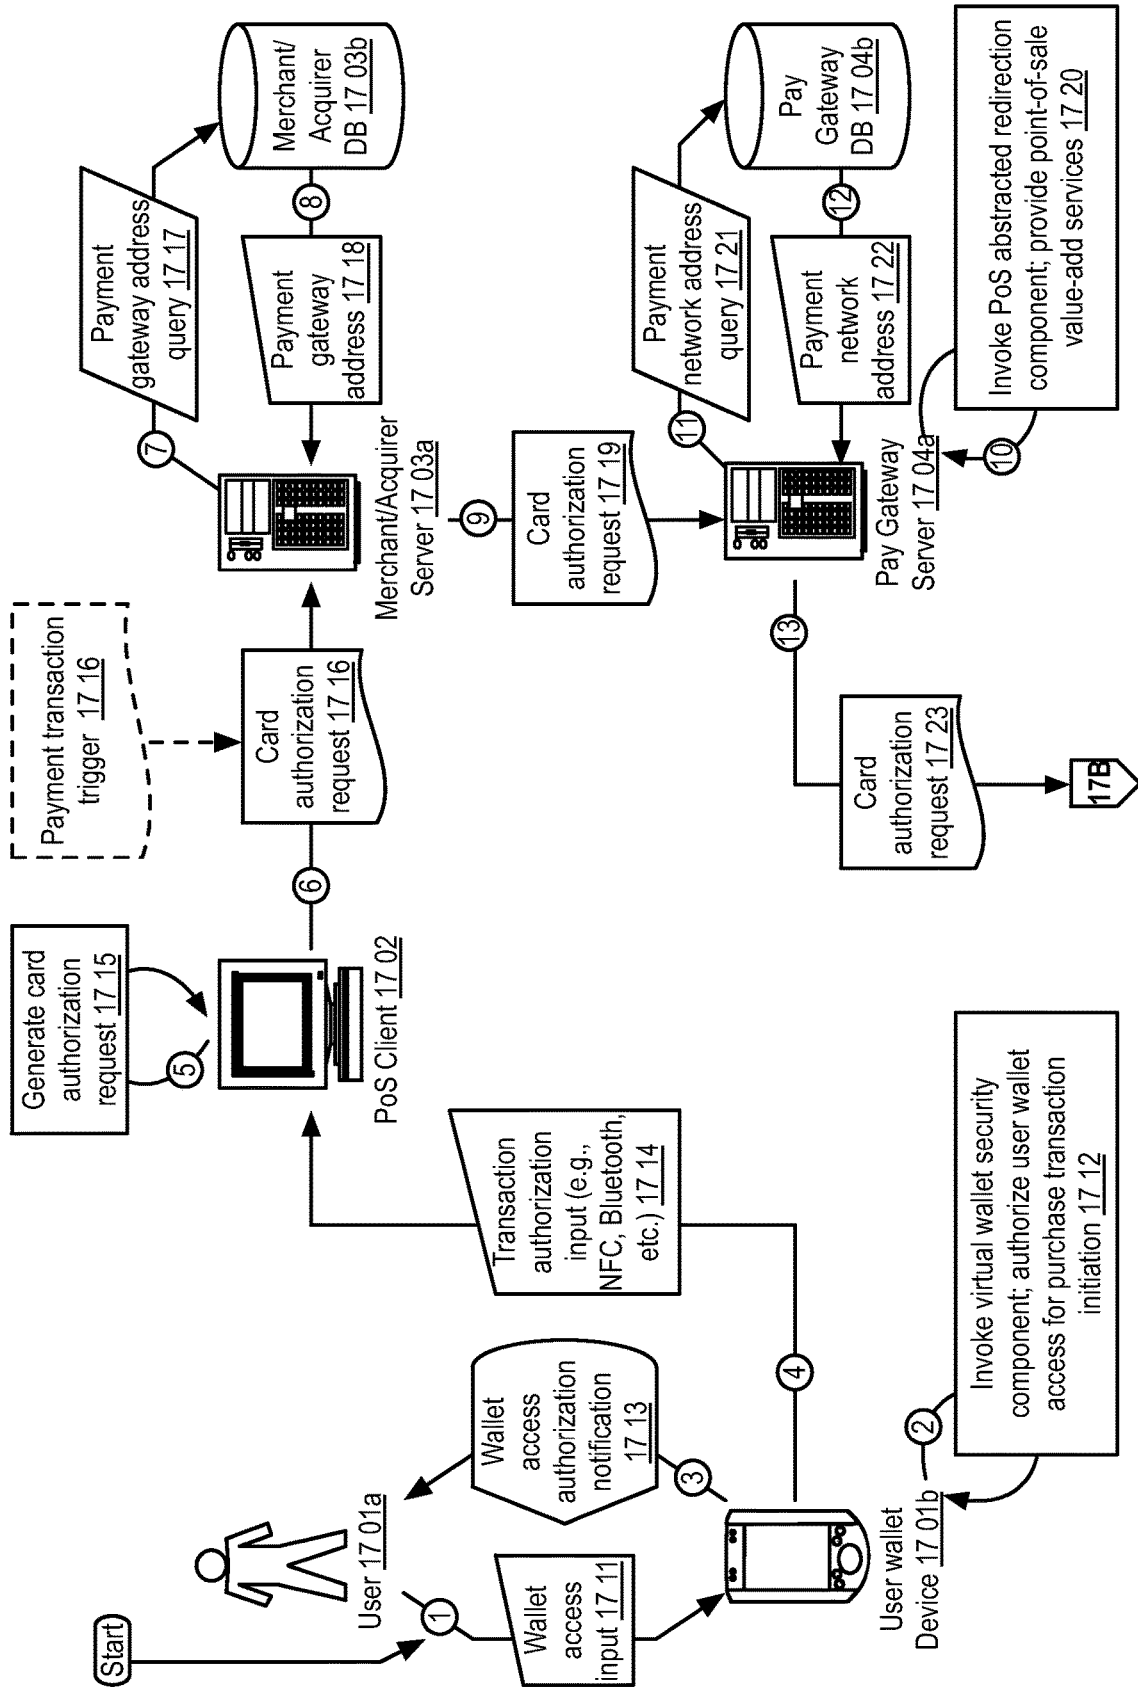 Start
User 17 01a
1
Wallet
access
input 17 11
User wallet
Device 17 01b
2
Invoke virtual wallet security
component; authorize user wallet
access for purchase transaction
initiation 17 12
3
Wallet
access
authorization
notification
17 13
4
Transaction
authorization
input (e.g.,
NFC, Bluetooth,
etc.) 17 14
PoS Client 17 02
5
Generate card
authorization
request 17 15
6
Card
authorization
request 17 16
Payment transaction
trigger 17 16
Merchant/Acquirer
Server 17 03a
7
Payment
gateway address
query 17 17
Merchant/
Acquirer
DB 17 03b
8
Payment
gateway
address 17 18
9
Card
authorization
request 17 19
Pay Gateway
Server 17 04a
10
Invoke PoS abstracted redirection
component; provide point-of-sale
value-add services 17 20
11
Payment
network address
query 17 21
Pay
Gateway
DB 17 04b
12
Payment
network
address 17 22
13
Card
authorization
request 17 23
17B